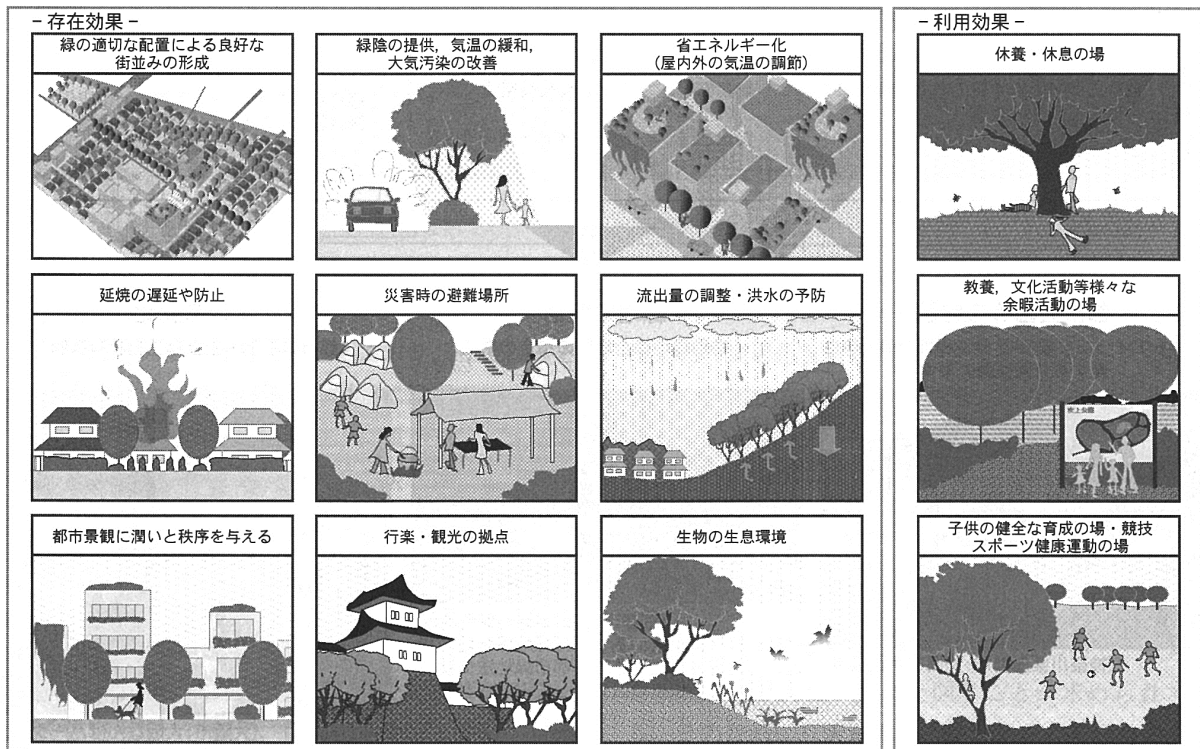 - 存在効果 -
緑の適切な配置による良好な
街並みの形成
緑陰の提供，気温の緩和，
大気汚染の改善
省エネルギー化
（屋内外の気温の調節）
延焼の遅延や防止
災害時の避難場所
流出量の調整・洪水の予防
都市景観に潤いと秩序を与える
行楽・観光の拠点
生物の生息環境
- 利用効果 -
休養・休息の場
教養，文化活動等様々な
余暇活動の場
子供の健全な育成の場・競技
スポーツ健康運動の場